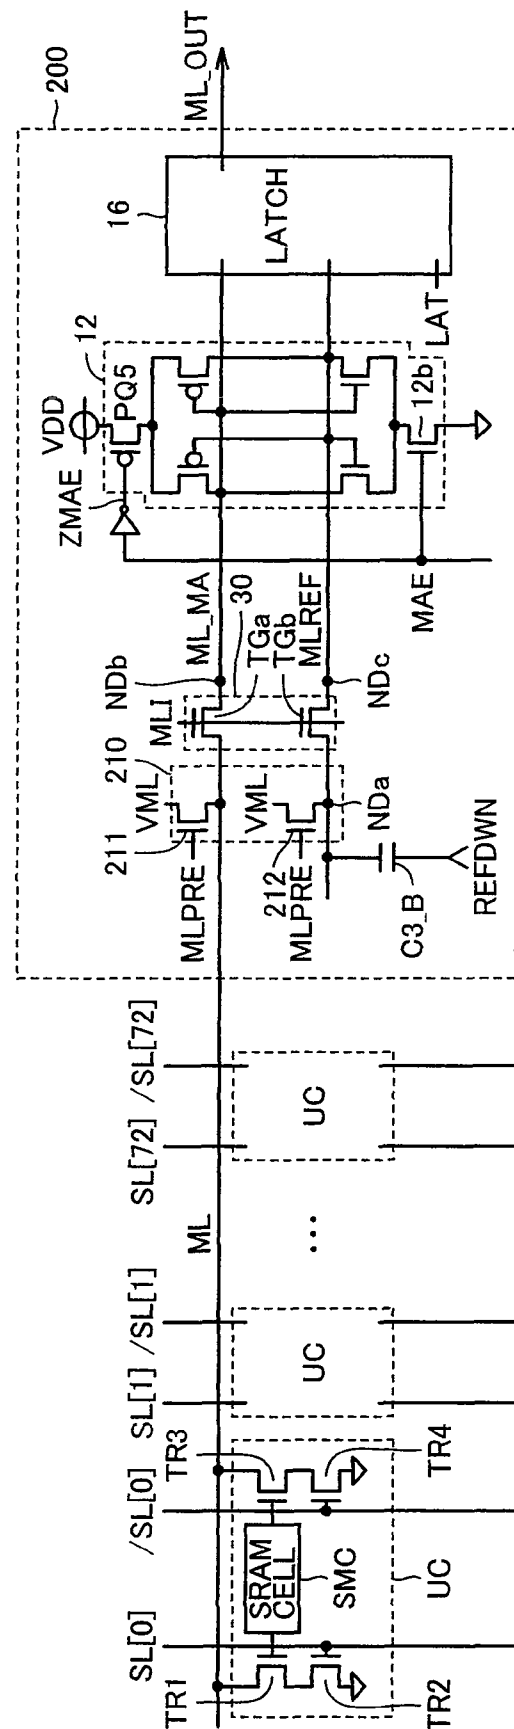 200
ML_OUT
16
LATCH
LAT
12
VDD
PQ5
12b
ZMAE
MAE
NDb
ML_MA
30
TGa
TGb
MLREF
NDc
MLI
210
VML
211
MLPRE
VML
212
MLPRE
NDa
C3_B
REFDWN
/SL[72]
SL[72]
UC
ML
...
/SL[1]
SL[1]
UC
/SL[0]
SL[0]
TR3
TR4
SRAM
CELL
SMC
UC
TR1
TR2